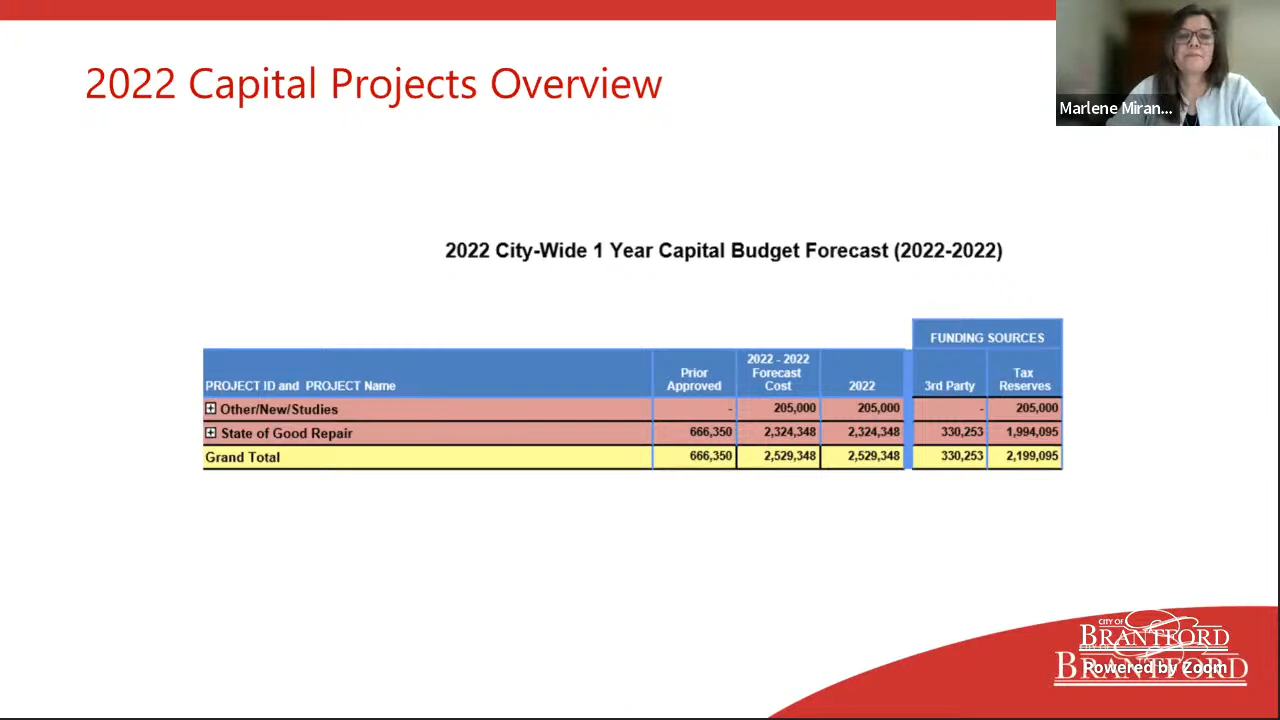 2022 Capital Projects Overview
Marlene Miran...
2022 City-Wide 1 Year Capital Budget Forecast (2022-2022)
FUNDING SOURCES
PROJECT ID and PROJECT Name Prior Approved 2022 - 2022 Forecast Cost 2022 3rd Party Tax Reserves
Other/New/Studies - 205,000 205,000 - 205,000
State of Good Repair 666,350 2,324,348 2,324,348 330,253 1,994,095
Grand Total 666,350 2,529,348 2,529,348 330,253 2,199,095
CITY OF
BRANTFORD
CITY OF
BRANTFORD
Powered by Zoom